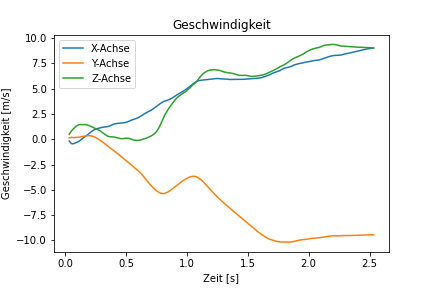 Geschwindigkeit
Geschwindigkeit [m/s]
10.0
7.5
5.0
2.5
0.0
−2.5
−5.0
−7.5
−10.0
X-Achse
Y-Achse
Z-Achse
0.0 0.5 1.0 1.5 2.0 2.5
Zeit [s]